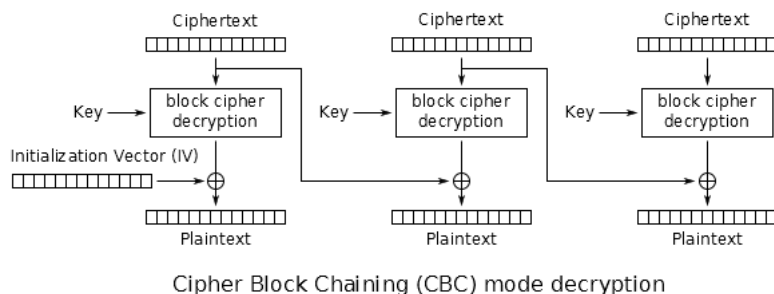 Ciphertext
Ciphertext
Ciphertext
Key
block cipher
decryption
Key
block cipher
decryption
Key
block cipher
decryption
Initialization Vector (IV)
Plaintext
Plaintext
Plaintext
Cipher Block Chaining (CBC) mode decryption